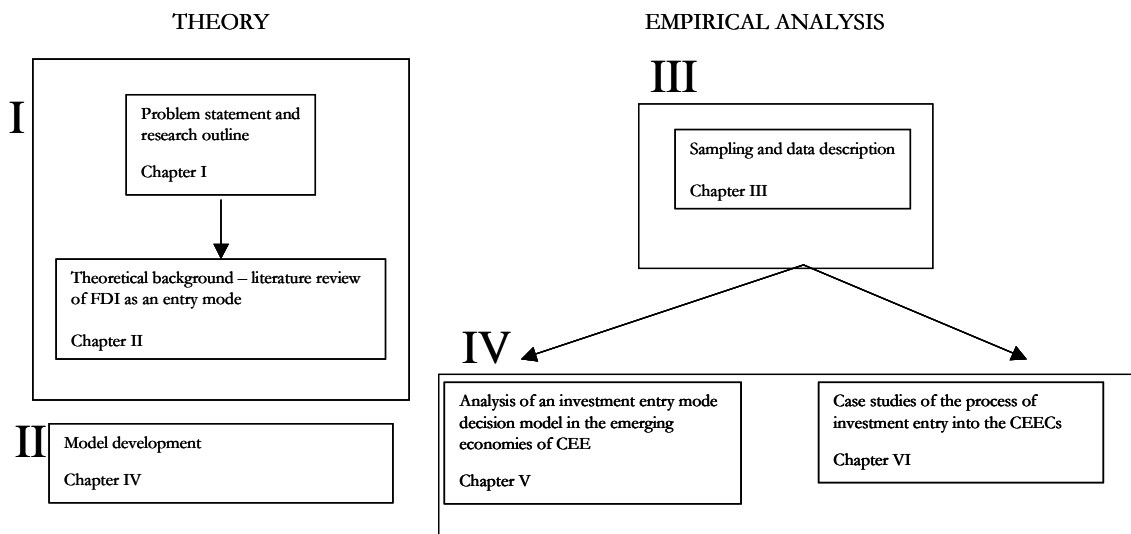 THEORY
I
Problem statement and
research outline
Chapter I
Theoretical background – literature review
of FDI as an entry mode
Chapter II
II
Model development
Chapter IV
EMPIRICAL ANALYSIS
III
Sampling and data description
Chapter III
IV
Analysis of an investment entry mode
decision model in the emerging
economies of CEE
Chapter V
Case studies of the process of
investment entry into the CEECs
Chapter VI